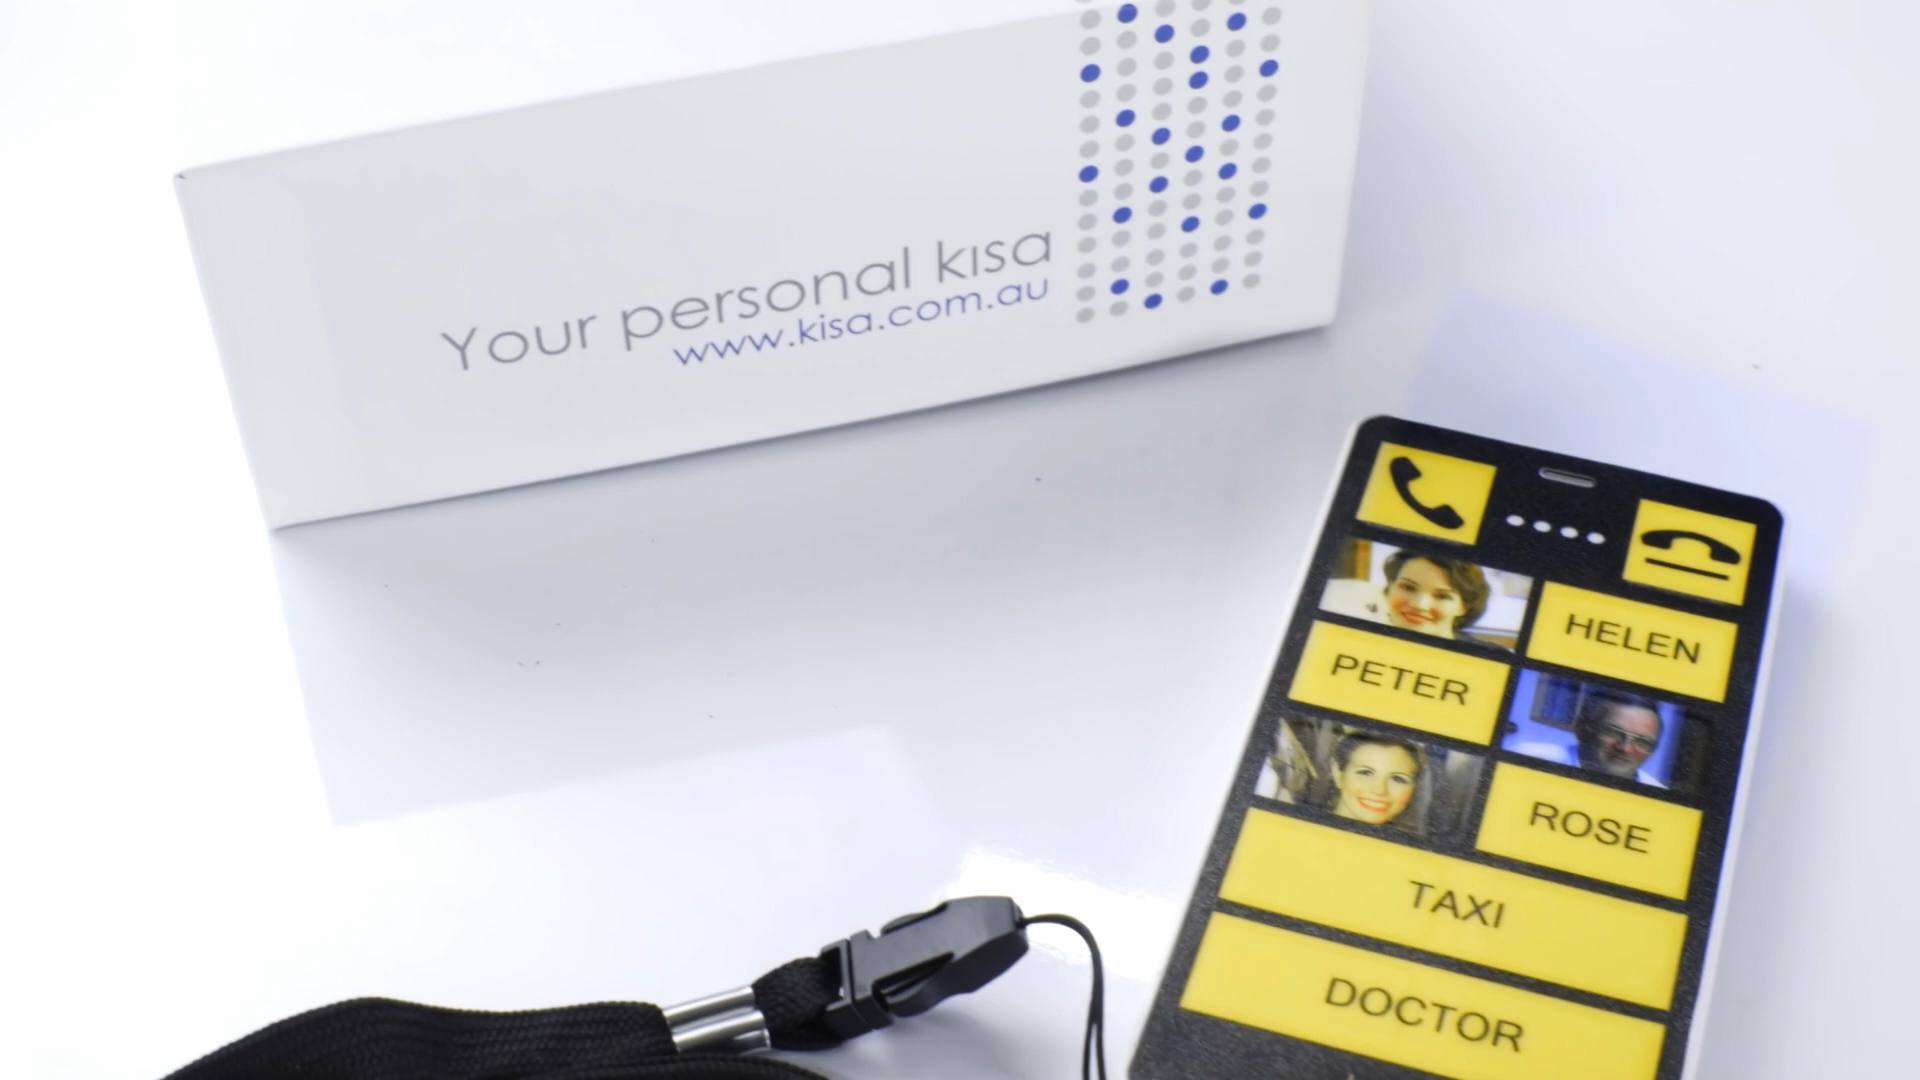 Your personal kisa
www.kisa.com.au
HELEN
PETER
ROSE
TAXI
DOCTOR